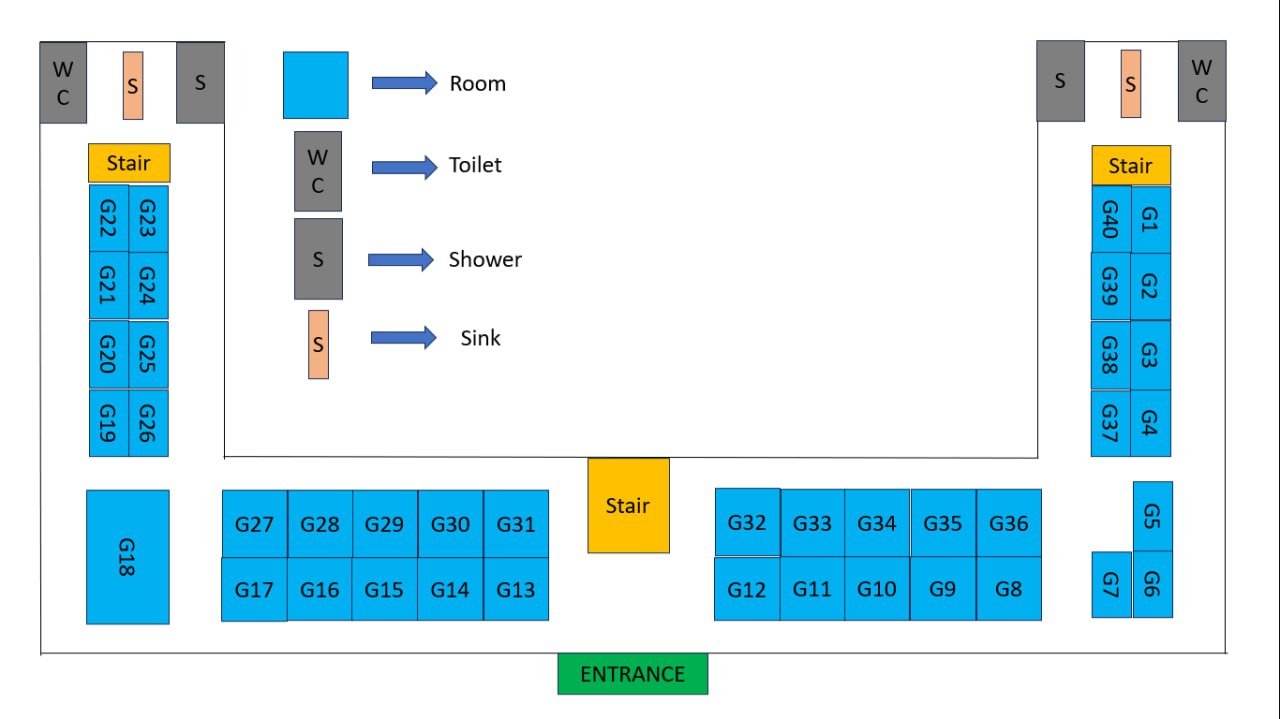 W
C
S
S
Room
S
S
W
C
W
C
Toilet
Stair
Stair
G22
G23
G40
G1
S
Shower
G21
G24
G39
G2
S
Sink
G20
G25
G38
G3
G19
G26
G37
G4
Stair
G18
G27
G28
G29
G30
G31
G32
G33
G34
G35
G36
G5
G17
G16
G15
G14
G13
G12
G11
G10
G9
G8
G7
G6
ENTRANCE